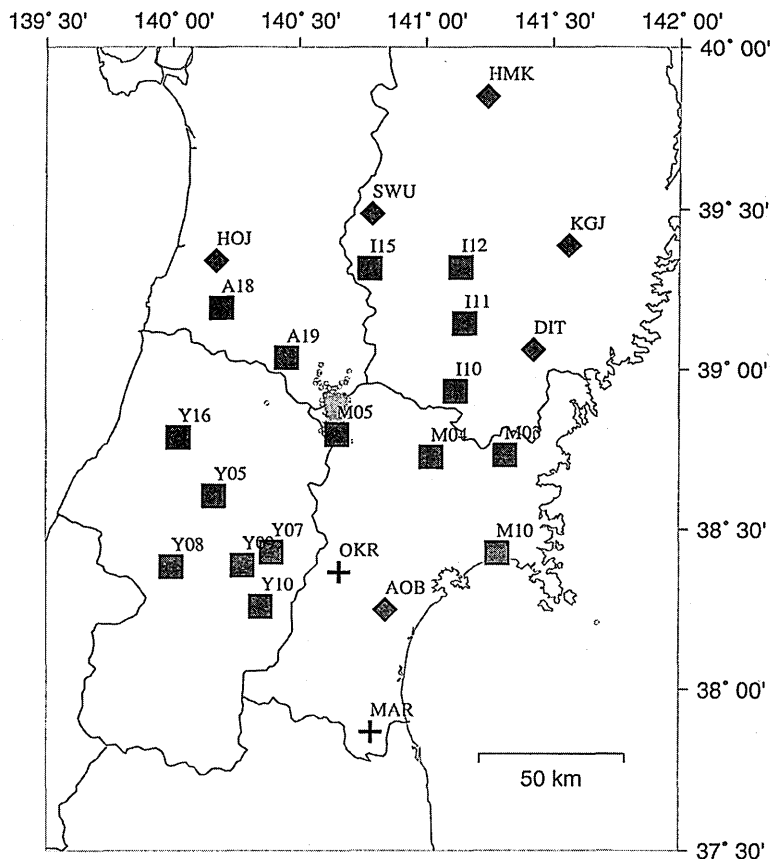 139˚ 30' 140˚ 00' 140˚ 30' 141˚ 00' 141˚ 30' 142˚ 00'
40˚ 00'
HMK
39˚ 30'
SWU
KGJ
HOJ
I15
I12
A18
I11
A19
DIT
39˚ 00'
I10
M05
Y16
M04
M03
Y05
38˚ 30'
M10
Y07
Y08
Y09
OKR
Y10
AOB
38˚ 00'
MAR
50 km
37˚ 30'